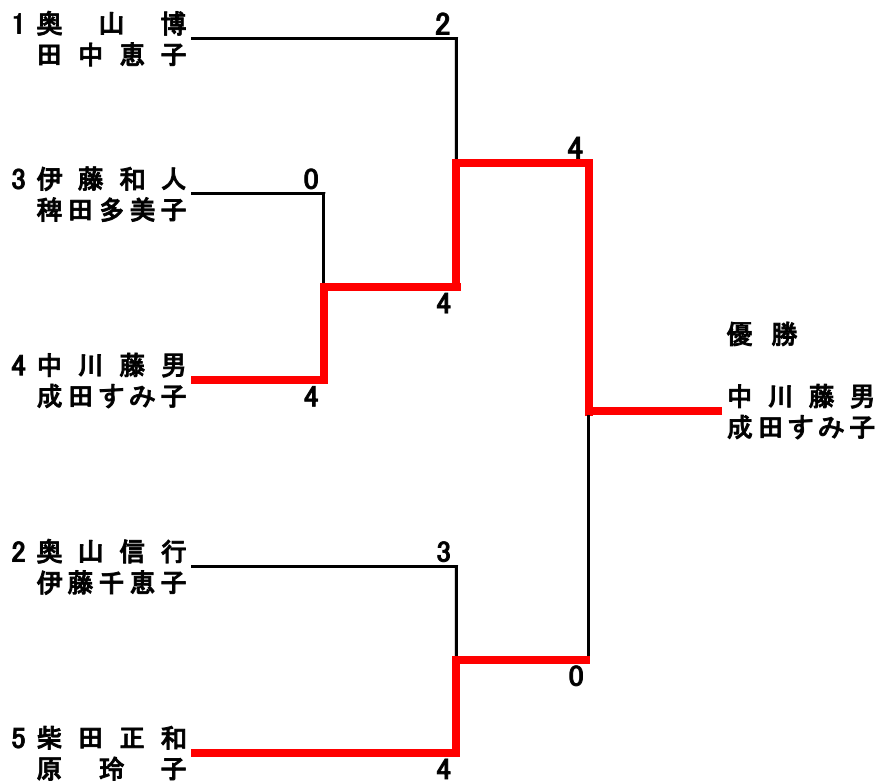 1 奥山博
田中恵子
2
4
3 伊藤和人
稗田多美子
0
4
4 中川藤男
成田すみ子
4
優勝
中川藤男
成田すみ子
2 奥山信行
伊藤千恵子
3
0
5 柴田正和
原玲子
4